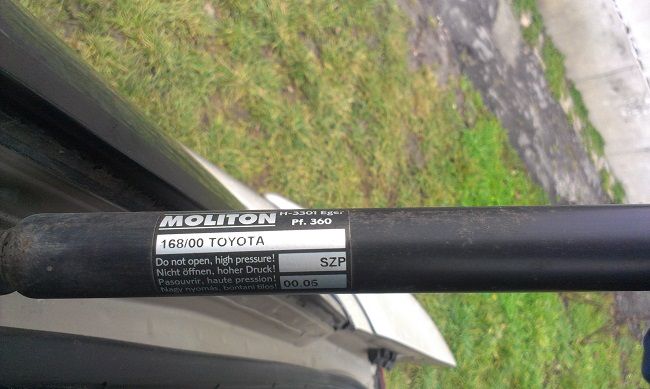 MOLITON H-3301 Eger
Pf. 360
168/00 TOYOTA
Do not open, high pressure!
Nicht öffnen, hoher Druck!
Pasouvrir, haute pression!
Nagy nyomás, bontani tilos!
SZP
00.05